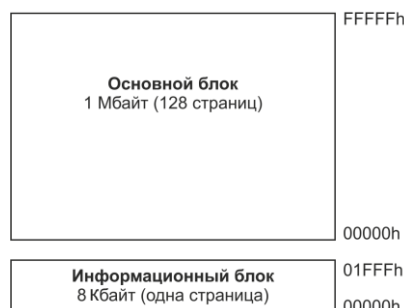 FFFFFh
Основной блок
1 Мбайт (128 страниц)
00000h
01FFFh
Информационный блок
8 Кбайт (одна страница)
00000h